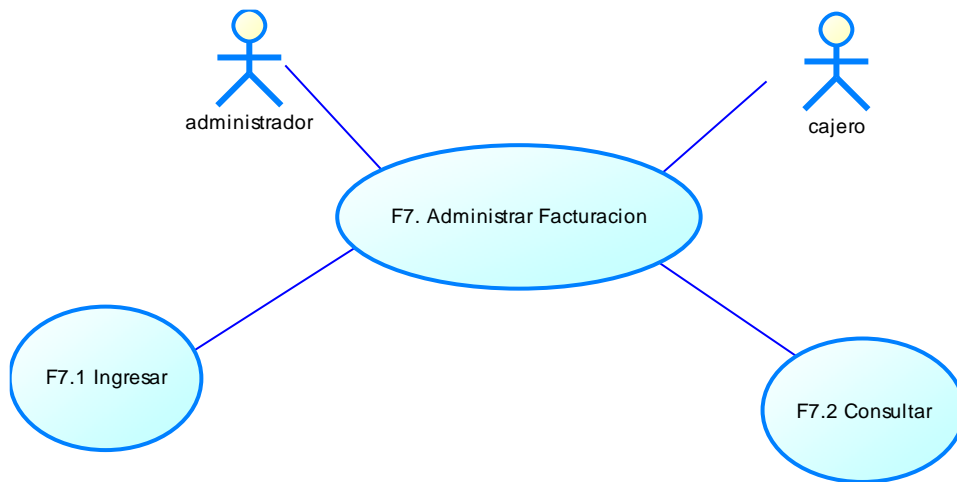 administrador
cajero
F7. Administrar Facturacion
F7.1 Ingresar
F7.2 Consultar